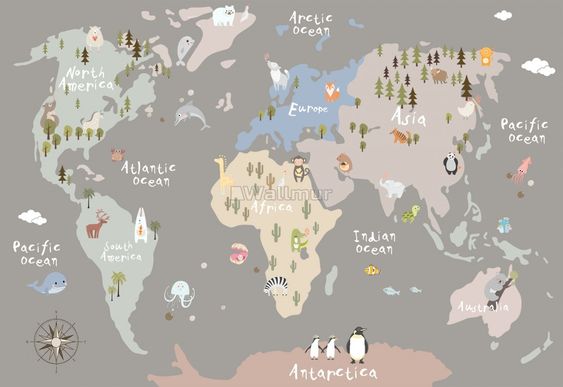 Arctic
Ocean
North
America
Europe
Asia
Pacific
Ocean
Atlantic
Ocean
Wallmur
Africa
Pacific
Ocean
South
America
Indian
Ocean
Australia
Antarctica